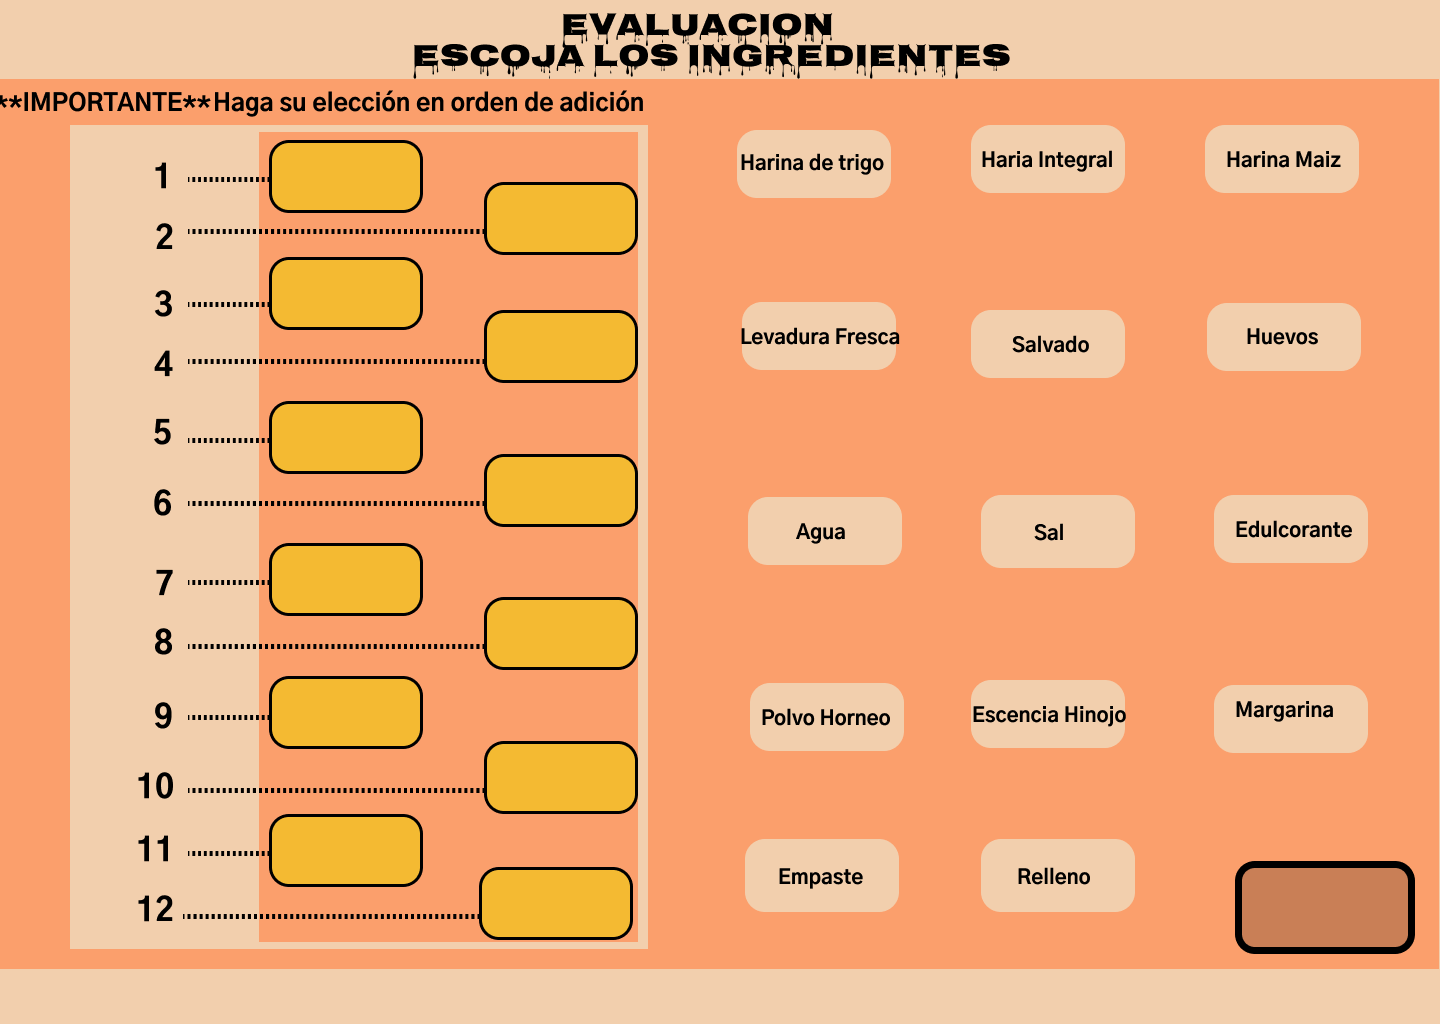 EVALUACION
ESCOJA LOS INGREDIENTES
**IMPORTANTE**Haga su elección en orden de adición
1
2
3
4
5
6
7
8
9
10
11
12
Harina de trigo
Haria Integral
Harina Maiz
Levadura Fresca
Salvado
Huevos
Agua
Sal
Edulcorante
Polvo Horneo
Escencia Hinojo
Margarina
Empaste
Relleno